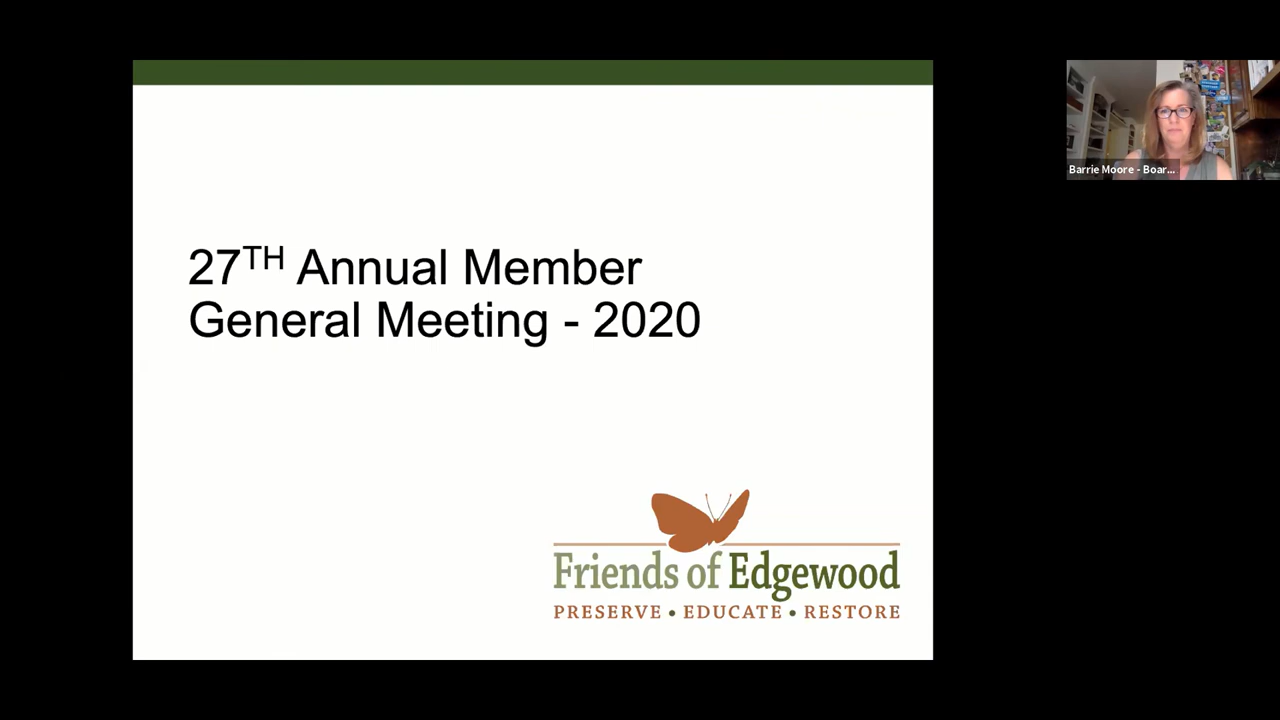 27TH Annual Member
General Meeting - 2020
Friends of Edgewood
PRESERVE • EDUCATE • RESTORE
Barrie Moore - Boar...